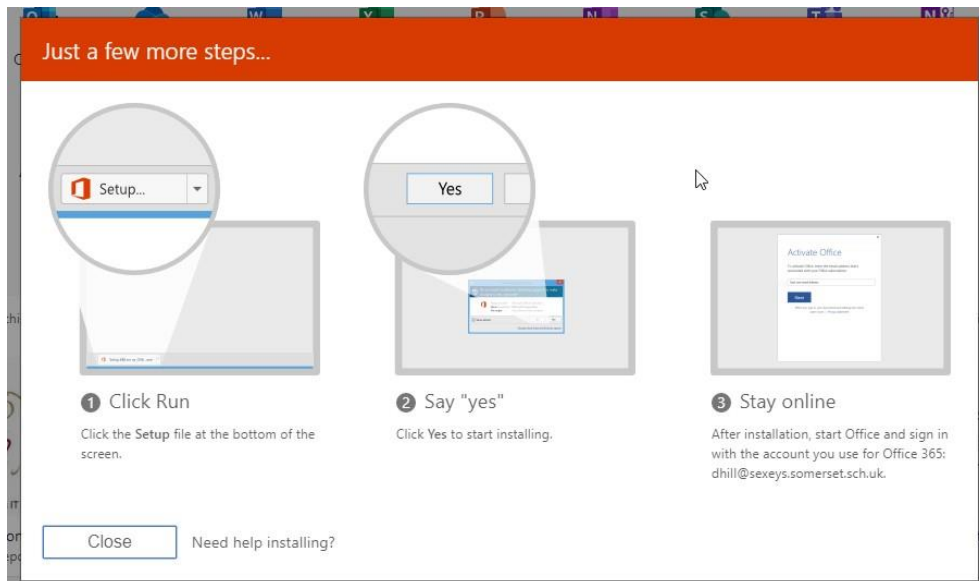 Just a few more steps...
Setup...
Yes
Activate Office
1 Click Run
Click the Setup file at the bottom of the
screen.
2 Say "yes"
Click Yes to start installing.
3 Stay online
After installation, start Office and sign in
with the account you use for Office 365:
dhill@sexeys.somerset.sch.uk.
Close
Need help installing?